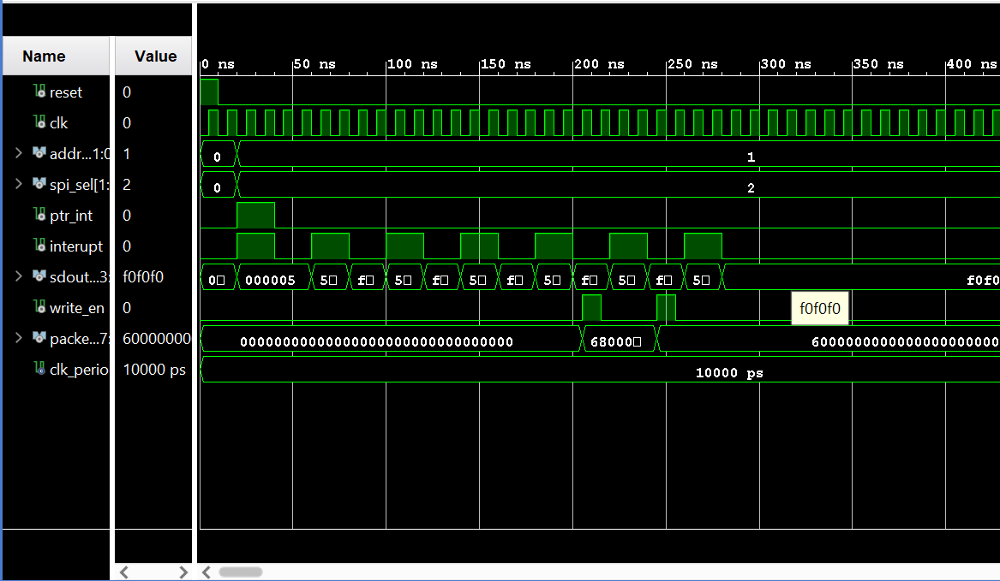 Name Value
0 ns 50 ns 100 ns 150 ns 200 ns 250 ns 300 ns 350 ns 400 ns
reset 0
clk 0
addr...1:0 1 0 1
spi_sel[1: 2 0 2
ptr_int 0
interupt 0
sdout...3: f0f0f0 0□ 000005 5□ f□ 5□ f□ 5□ f□ 5□ f□ 5□ f□ 5□ f0f0
write_en 0 f0f0f0
packe...7: 60000000 00000000000000000000000000000000 68000□
clk_perio 10000 ps 10000 ps